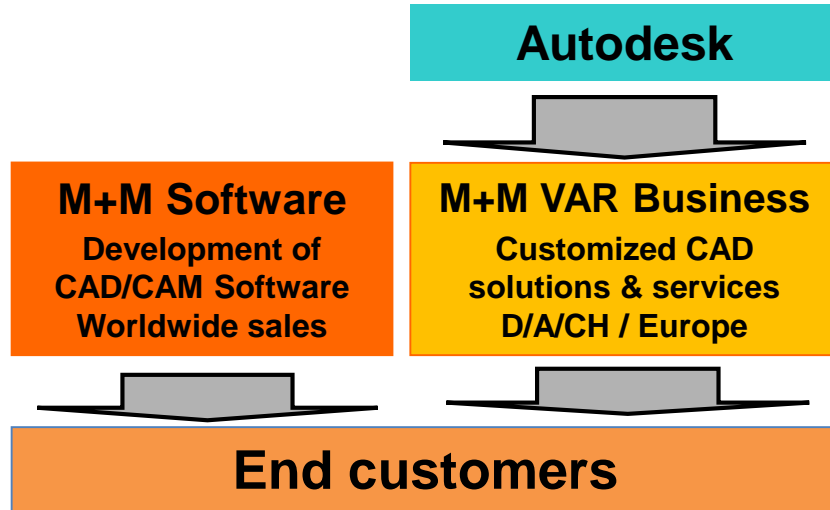 Autodesk
M+M Software
Development of
CAD/CAM Software
Worldwide sales
M+M VAR Business
Customized CAD
solutions & services
D/A/CH / Europe
End customers